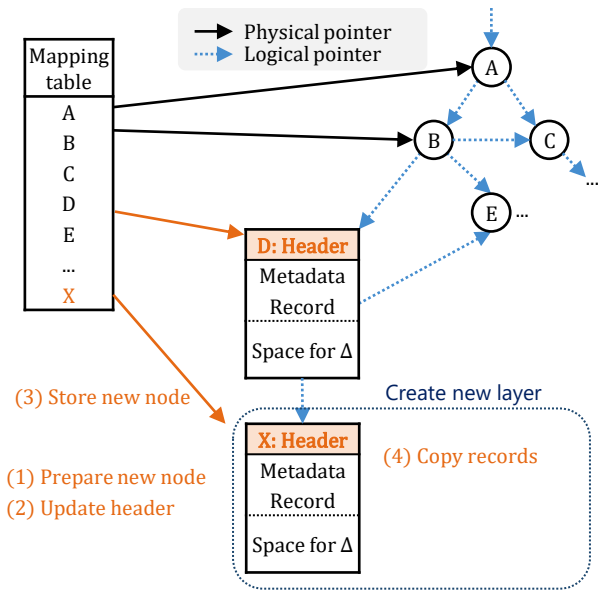 Physical pointer
Logical pointer
Mapping
table
A
B
C
D
E
...
X
A
B
C
...
E
...
D: Header
Metadata
Record
Space for Δ
(3) Store new node
Create new layer
X: Header
Metadata
Record
Space for Δ
(4) Copy records
(1) Prepare new node
(2) Update header